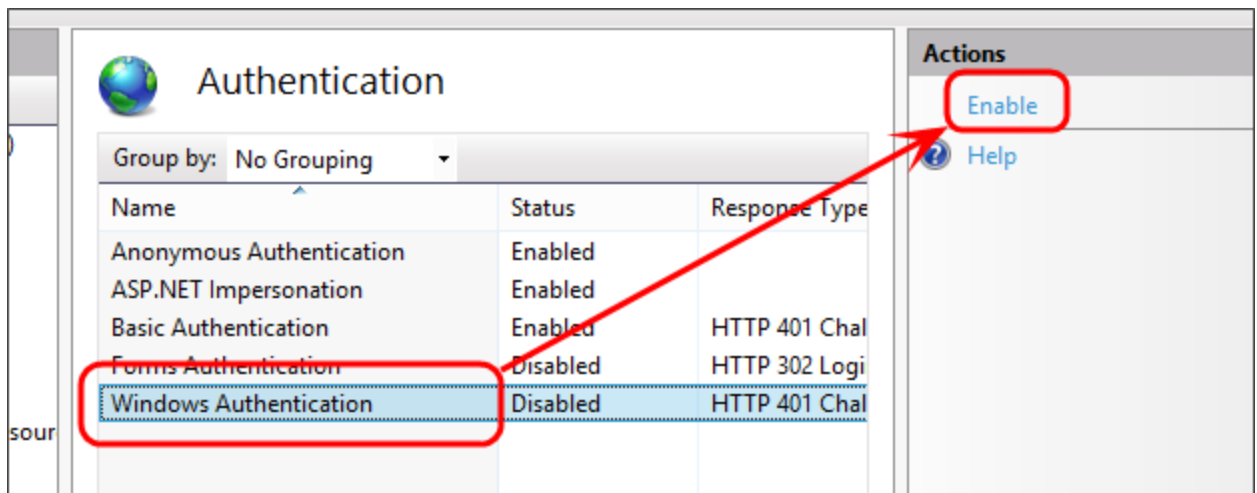 Authentication
Group by: No Grouping
Name Status Response Type
Anonymous Authentication Enabled
ASP.NET Impersonation Enabled
Basic Authentication Enabled HTTP 401 Chal
Forms Authentication Disabled HTTP 302 Logi
Windows Authentication Disabled HTTP 401 Chal
sour
Actions
Enable
Help